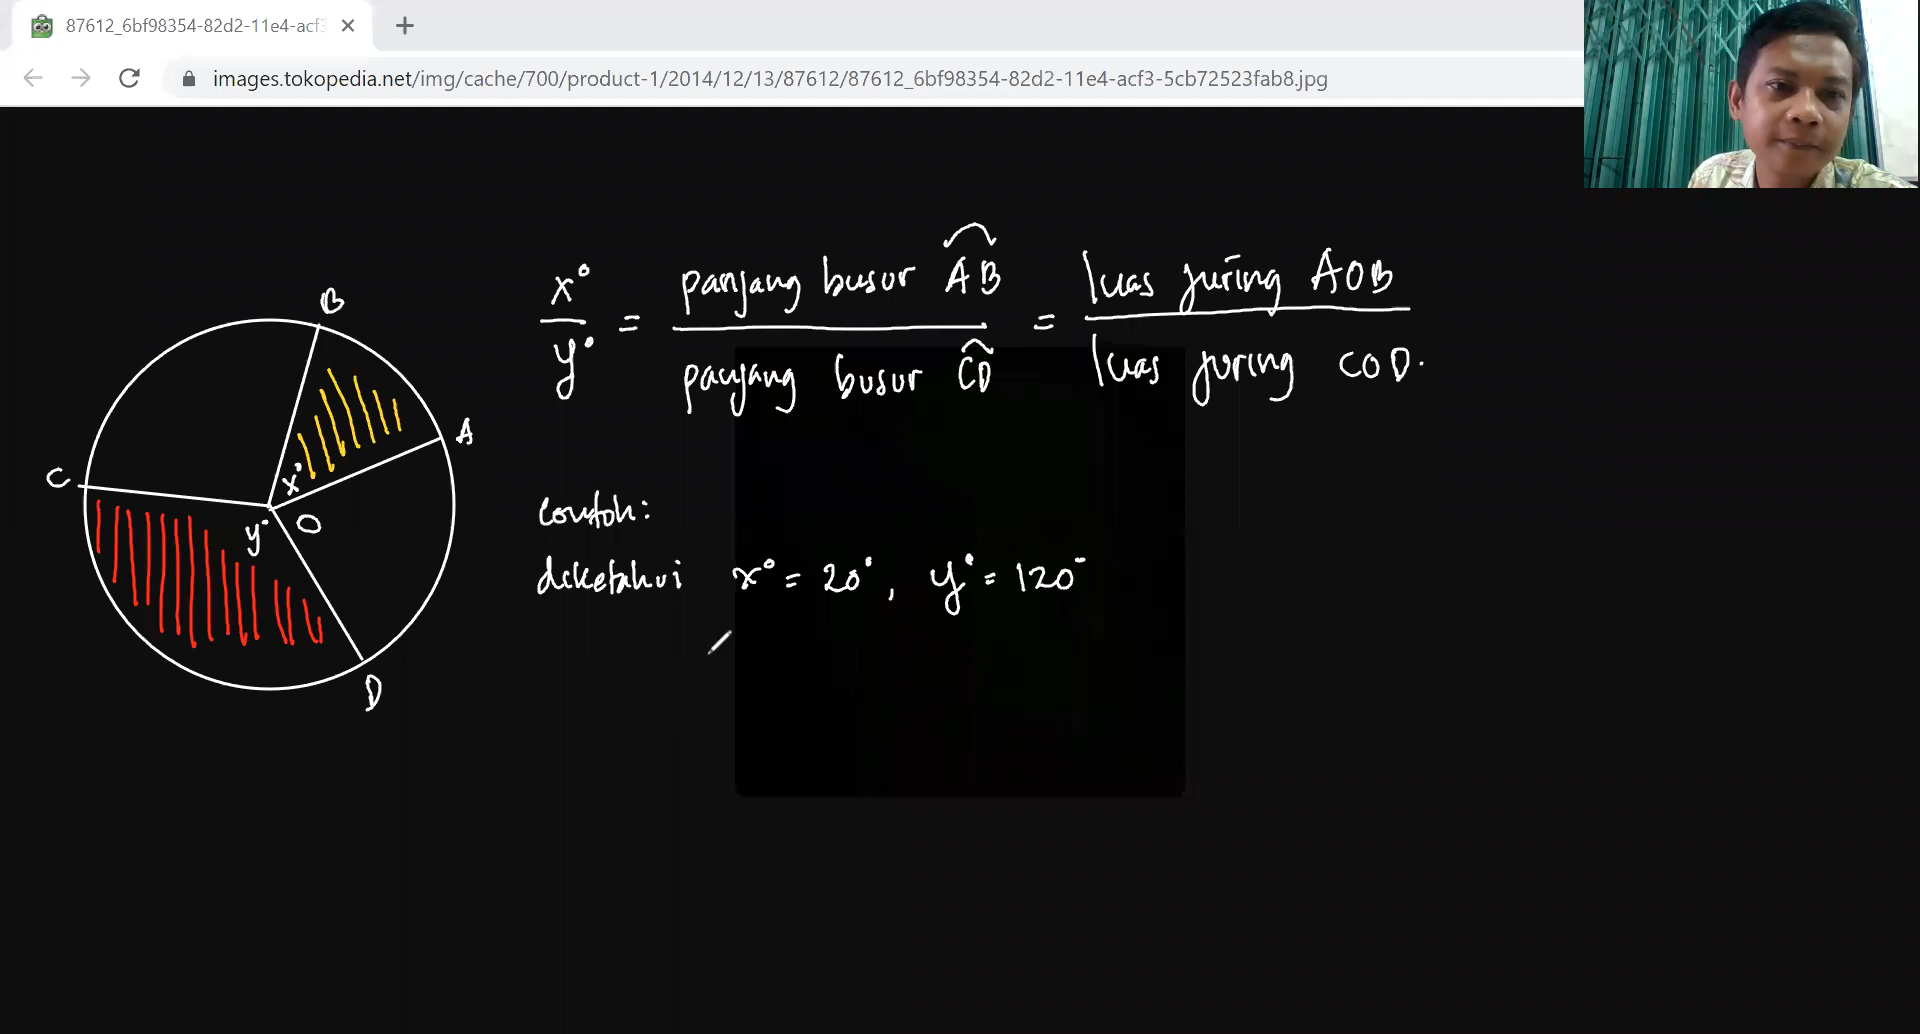 87612_6bf98354-82d2-11e4-acf3
images.tokopedia.net/img/cache/700/product-1/2014/12/13/87612/87612_6bf98354-82d2-11e4-acf3-5cb72523fab8.jpg
x° / y° = panjang busur AB / panjang busur CD = luas juring AOB / luas juring COD.
B
A
C
x°
O
y°
D
contoh:
diketahui x° = 20°, y° = 120°